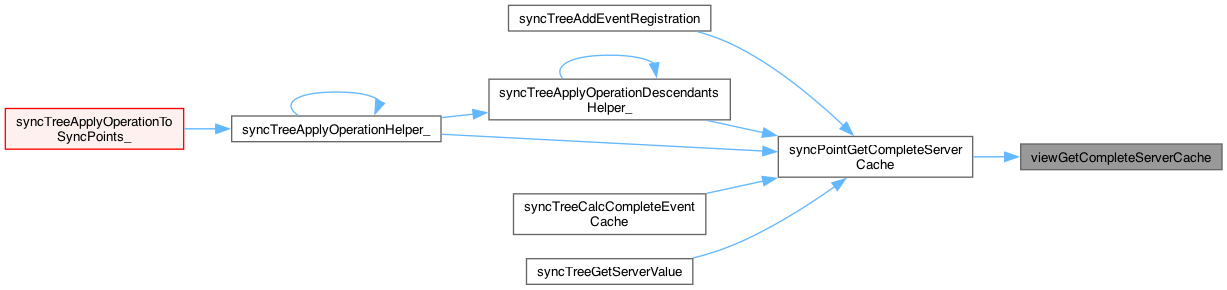 syncTreeAddEventRegistration
syncTreeApplyOperationDescendants
Helper_
syncTreeApplyOperationTo
SyncPoints_
syncTreeApplyOperationHelper_
syncPointGetCompleteServer
Cache
viewGetCompleteServerCache
syncTreeCalcCompleteEvent
Cache
syncTreeGetServerValue